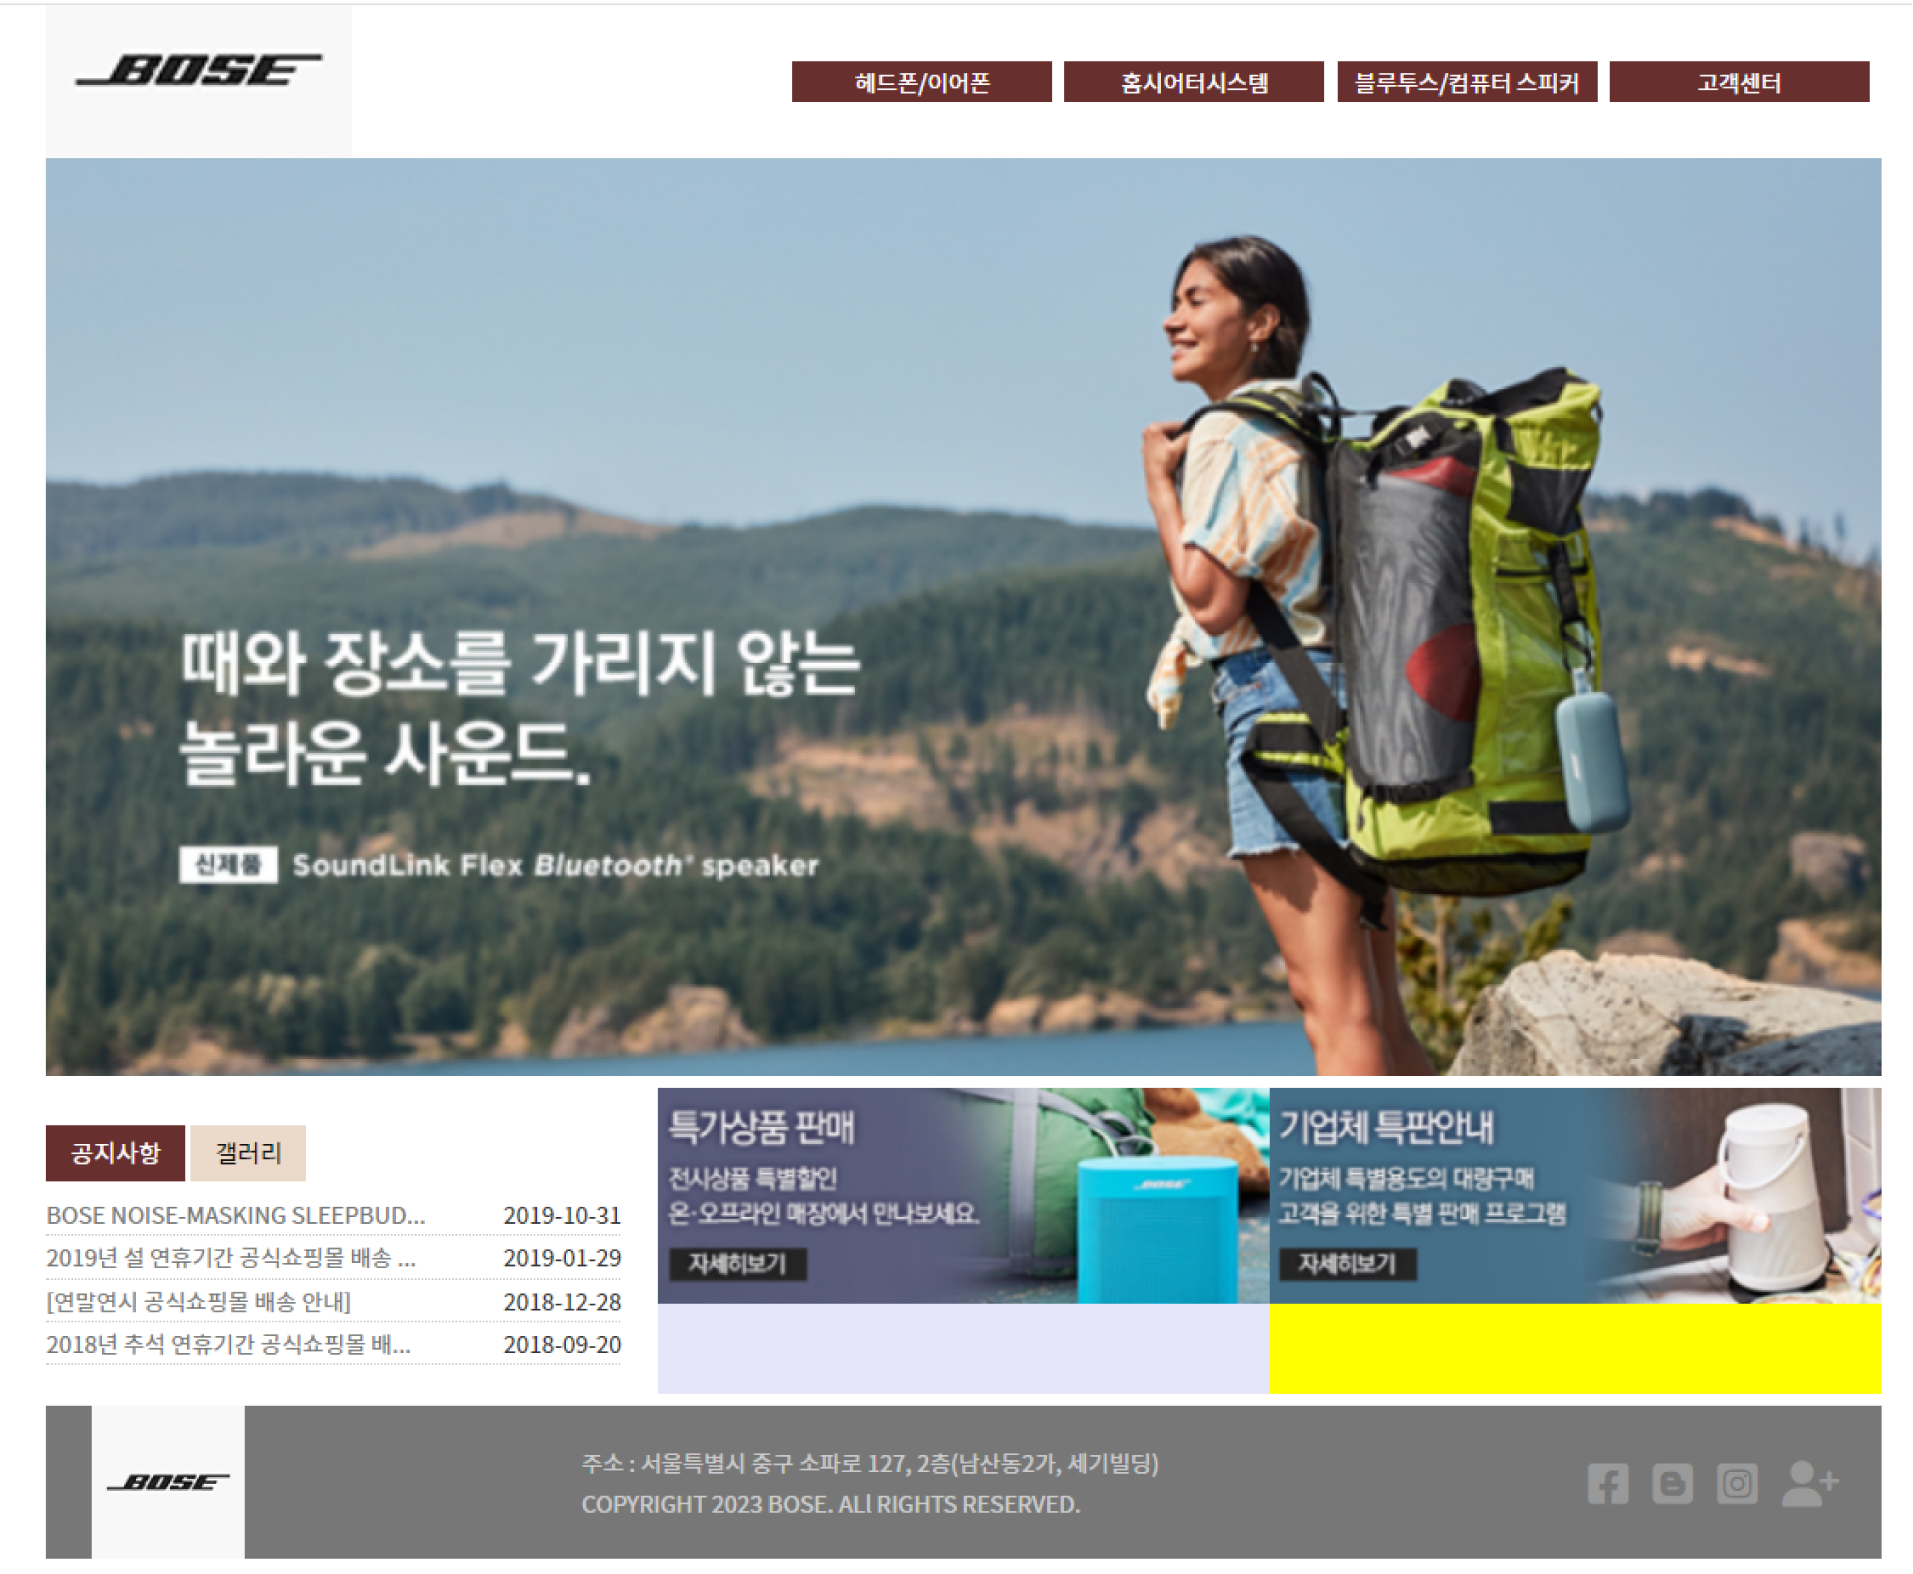 BOSE
헤드폰/이어폰
홈시어터시스템
블루투스/컴퓨터 스피커
고객센터
때와 장소를 가리지 않는
놀라운 사운드.
신제품 SoundLink Flex Bluetooth® speaker
공지사항
갤러리
BOSE NOISE-MASKING SLEEPBUD... 2019-10-31
2019년 설 연휴기간 공식쇼핑몰 배송 ... 2019-01-29
[연말연시 공식쇼핑몰 배송 안내] 2018-12-28
2018년 추석 연휴기간 공식쇼핑몰 배... 2018-09-20
특가상품 판매
전시상품 특별할인
온·오프라인 매장에서 만나보세요.
자세히보기
BOSE
기업체 특판안내
기업체 특별용도의 대량구매
고객을 위한 특별 판매 프로그램
자세히보기
BOSE
주소 : 서울특별시 중구 소파로 127, 2층(남산동2가, 세기빌딩)
COPYRIGHT 2023 BOSE. ALl RIGHTS RESERVED.